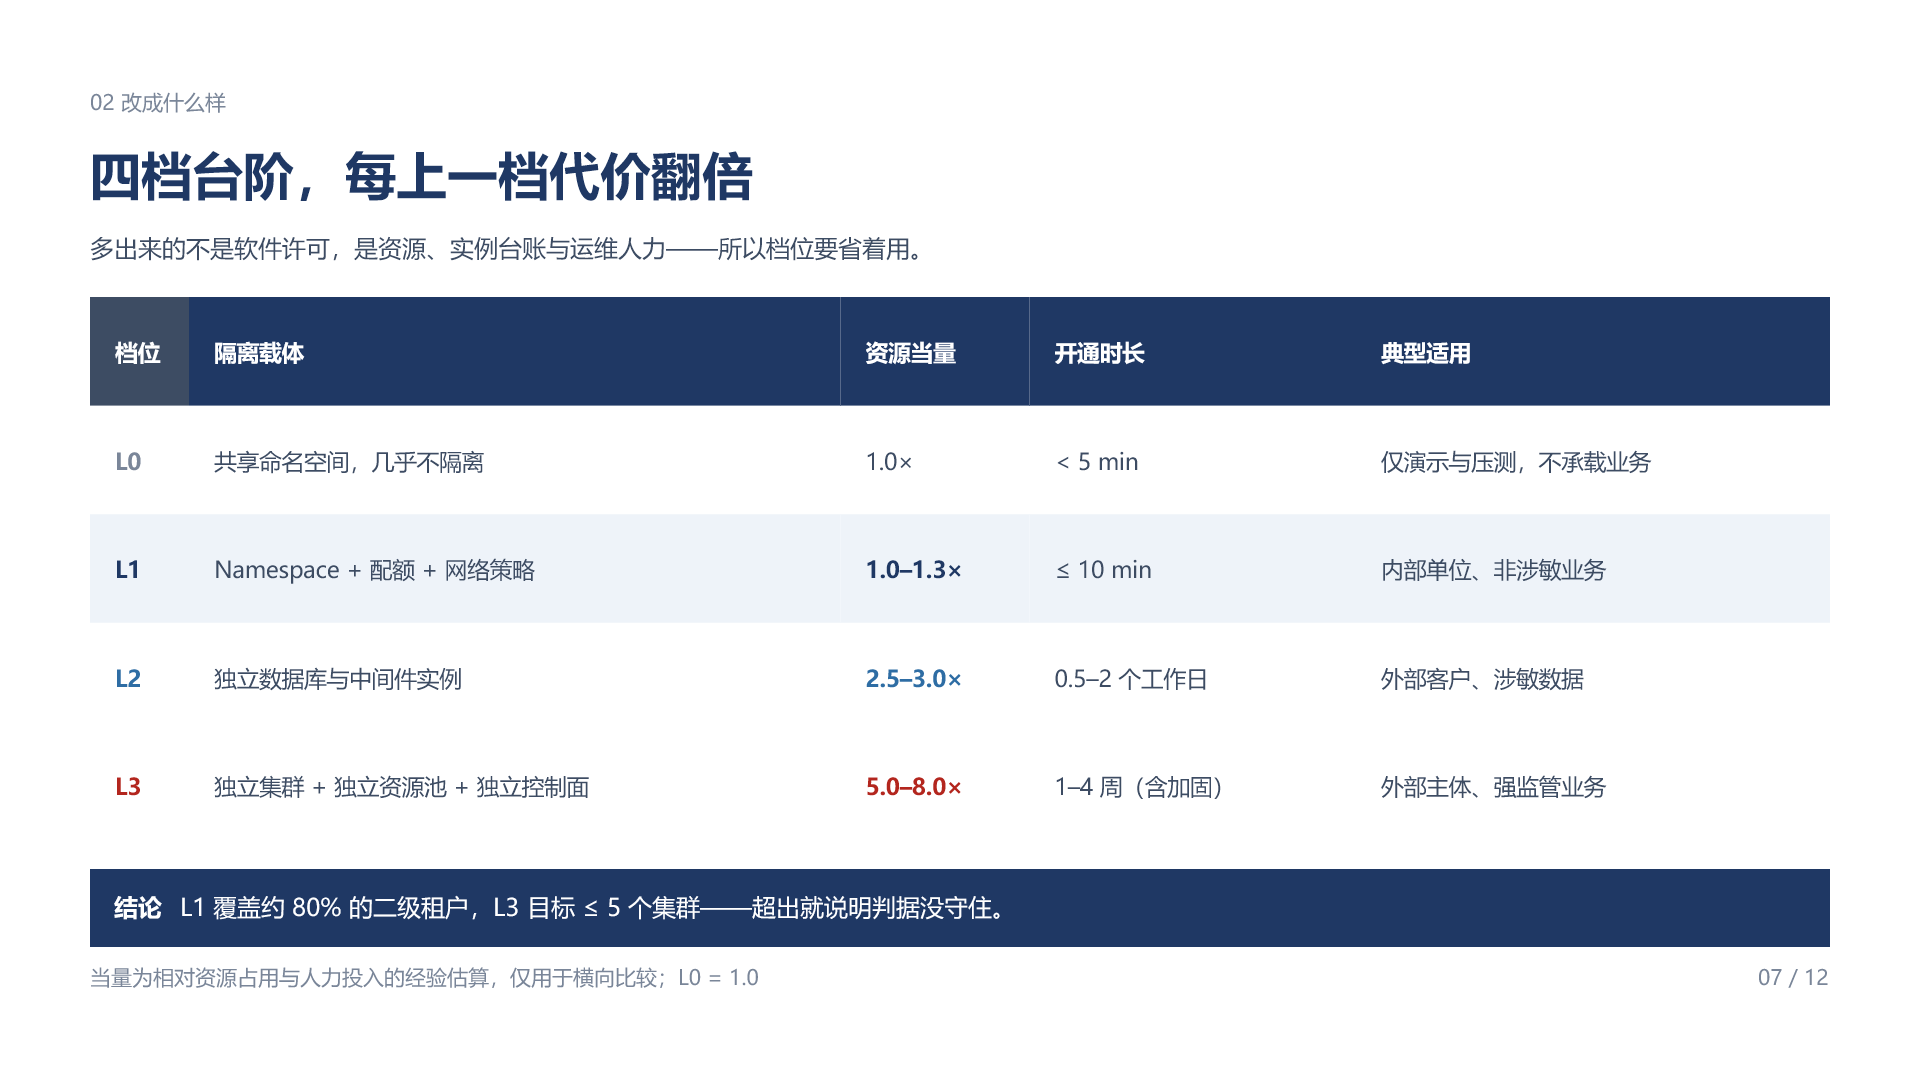 02 改成什么样
四档台阶，每上一档代价翻倍
多出来的不是软件许可，是资源、实例台账与运维人力——所以档位要省着用。
档位 隔离载体 资源当量 开通时长 典型适用
L0 共享命名空间，几乎不隔离 1.0× < 5 min 仅演示与压测，不承载业务
L1 Namespace + 配额 + 网络策略 1.0–1.3× ≤ 10 min 内部单位、非涉敏业务
L2 独立数据库与中间件实例 2.5–3.0× 0.5–2 个工作日 外部客户、涉敏数据
L3 独立集群 + 独立资源池 + 独立控制面 5.0–8.0× 1–4 周（含加固） 外部主体、强监管业务
结论 L1 覆盖约 80% 的二级租户，L3 目标 ≤ 5 个集群——超出就说明判据没守住。
当量为相对资源占用与人力投入的经验估算，仅用于横向比较；L0 = 1.0
07 / 12